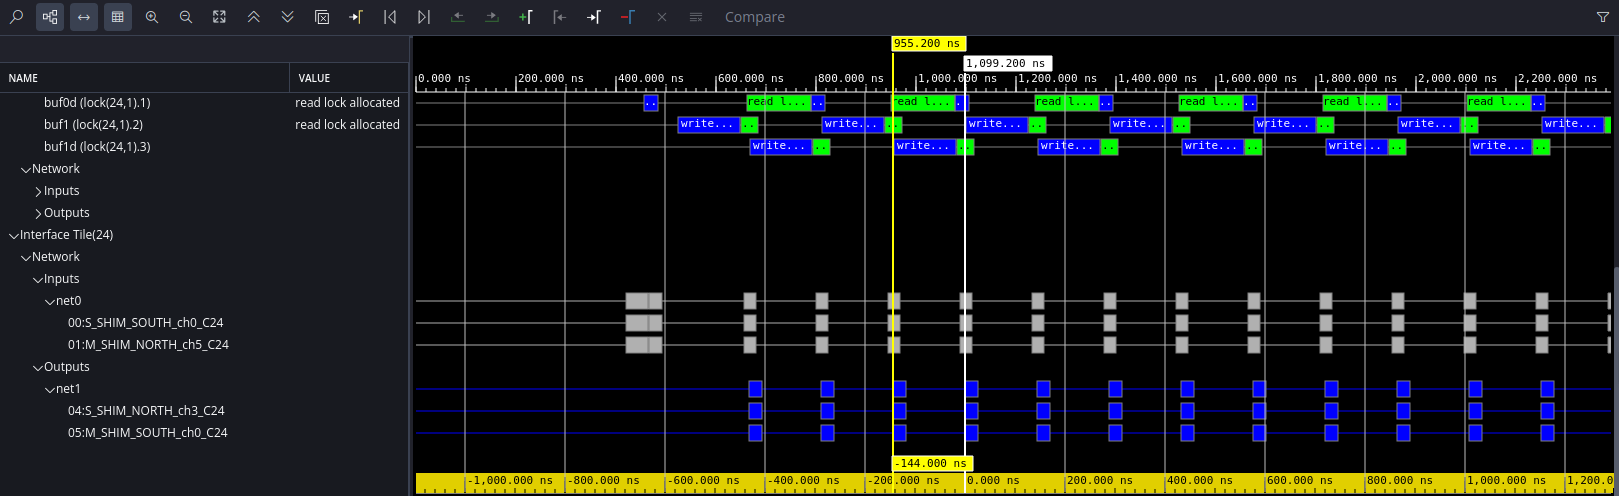 Compare
955.200 ns
1,099.200 ns
NAME VALUE
0.000 ns 200.000 ns 400.000 ns 600.000 ns 800.000 ns 1,000.000 ns 1,200.000 ns 1,400.000 ns 1,600.000 ns 1,800.000 ns 2,000.000 ns 2,200.000 ns
buf0d (lock(24,1).1) read lock allocated .. read l... .. read l... . read l... .. read l... .. read l... .. read l... ..
buf1 (lock(24,1).2) read lock allocated write... .. write... .. write... .. write... .. write... .. write... .. write...
buf1d (lock(24,1).3) write... .. write... .. write... .. write... .. write... .. write... ..
Network
Inputs
Outputs
Interface Tile(24)
Network
Inputs
net0
00:S_SHIM_SOUTH_ch0_C24
01:M_SHIM_NORTH_ch5_C24
Outputs
net1
04:S_SHIM_NORTH_ch3_C24
05:M_SHIM_SOUTH_ch0_C24
-144.000 ns
-1,000.000 ns -800.000 ns -600.000 ns -400.000 ns -200.000 ns 0.000 ns 200.000 ns 400.000 ns 600.000 ns 800.000 ns 1,000.000 ns 1,200.0